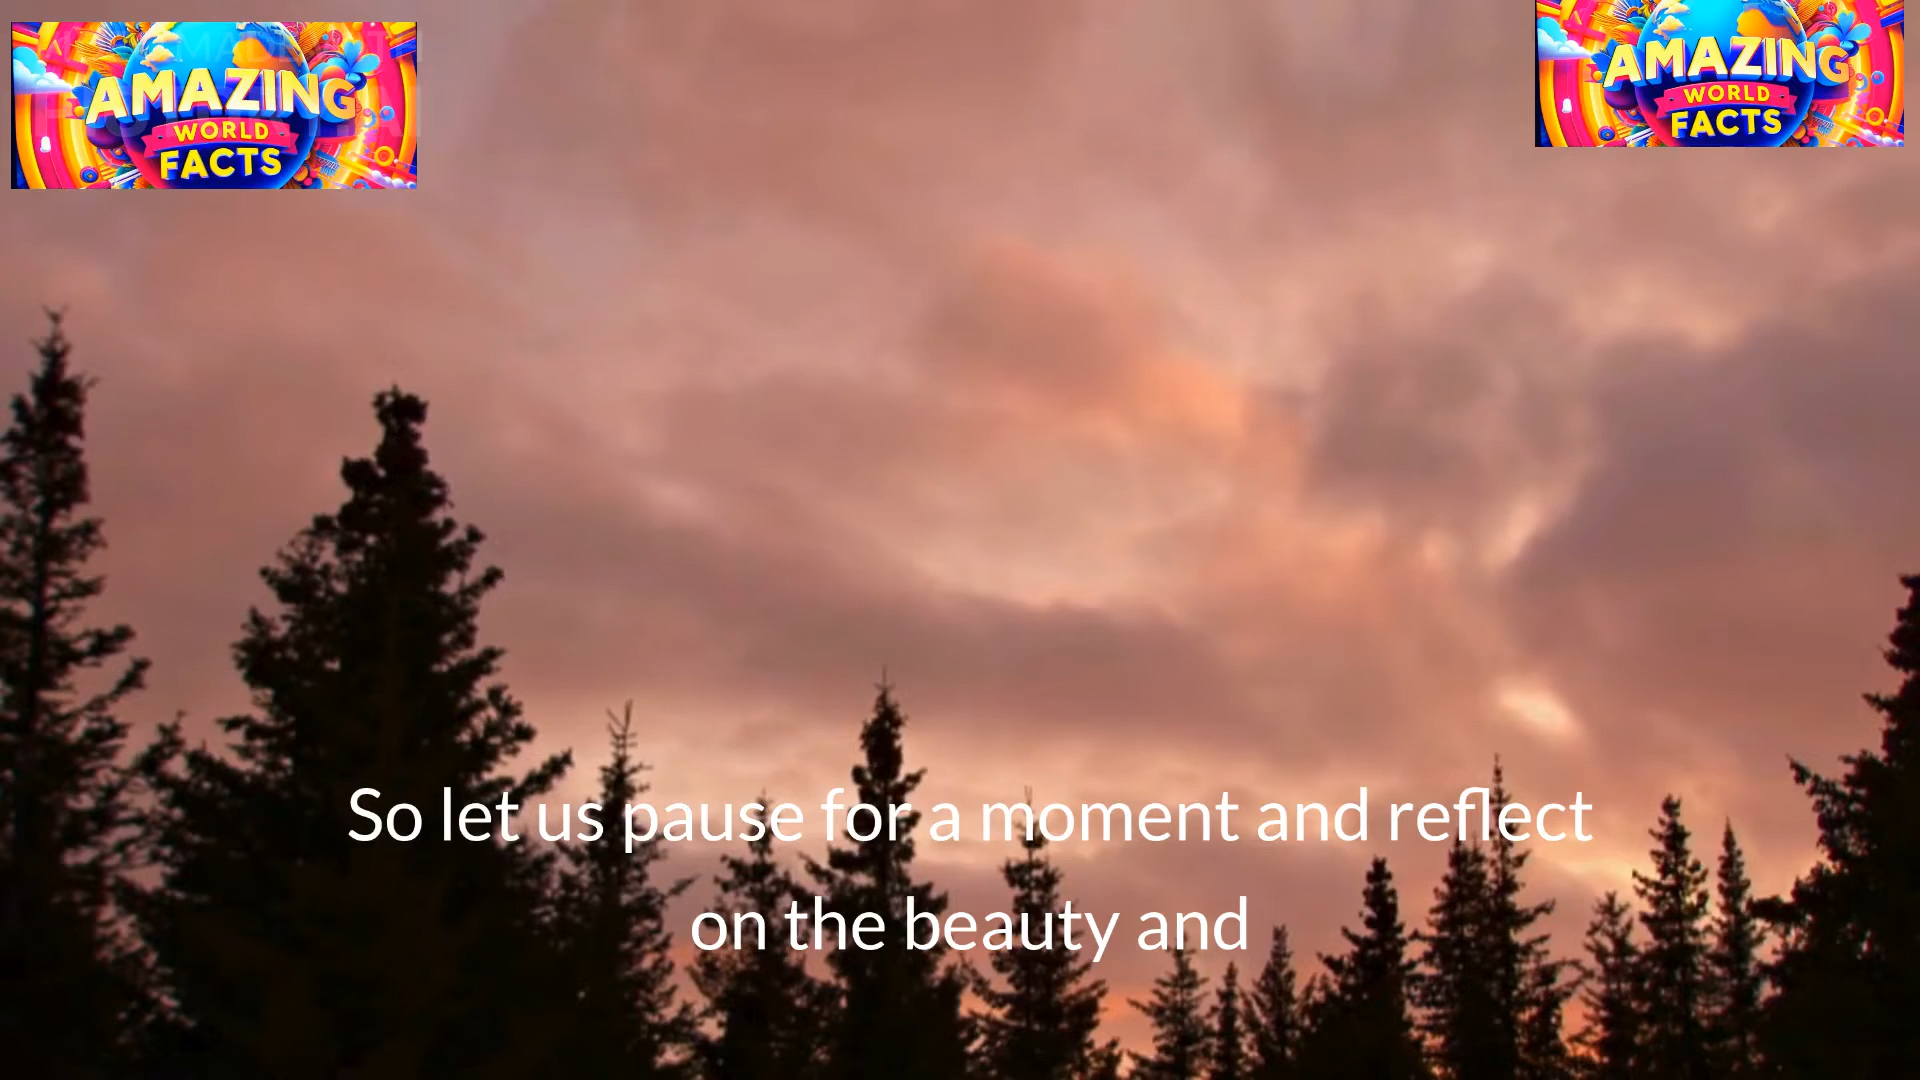 AMAZING
WORLD
FACTS
AMAZING
WORLD
FACTS
So let us pause for a moment and reflect
on the beauty and